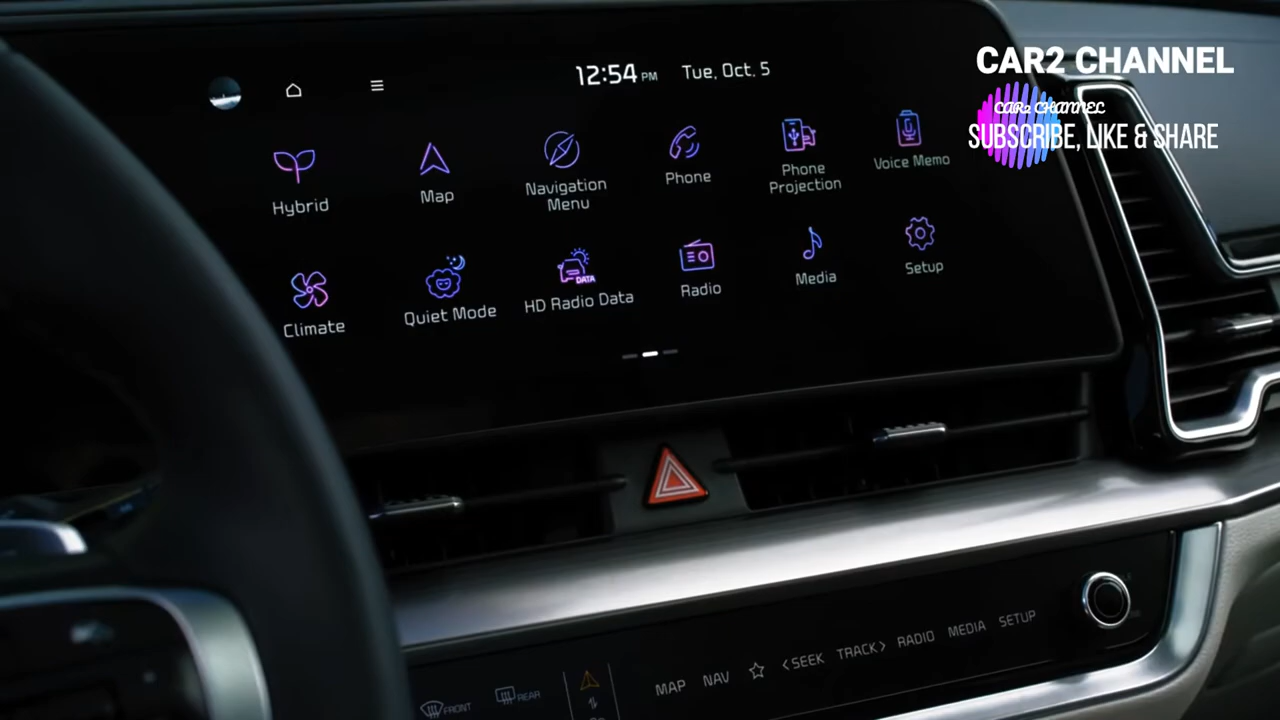 CAR2 CHANNEL
CAR2 CHANNEL
SUBSCRIBE, LIKE & SHARE
12:54 PM Tue, Oct. 5
Hybrid
Map
Navigation
Menu
Phone
Phone
Projection
Voice Memo
Climate
Quiet Mode
DATA
HD Radio Data
Radio
Media
Setup
FRONT
REAR
MAP NAV <SEEK TRACK> RADIO MEDIA SETUP